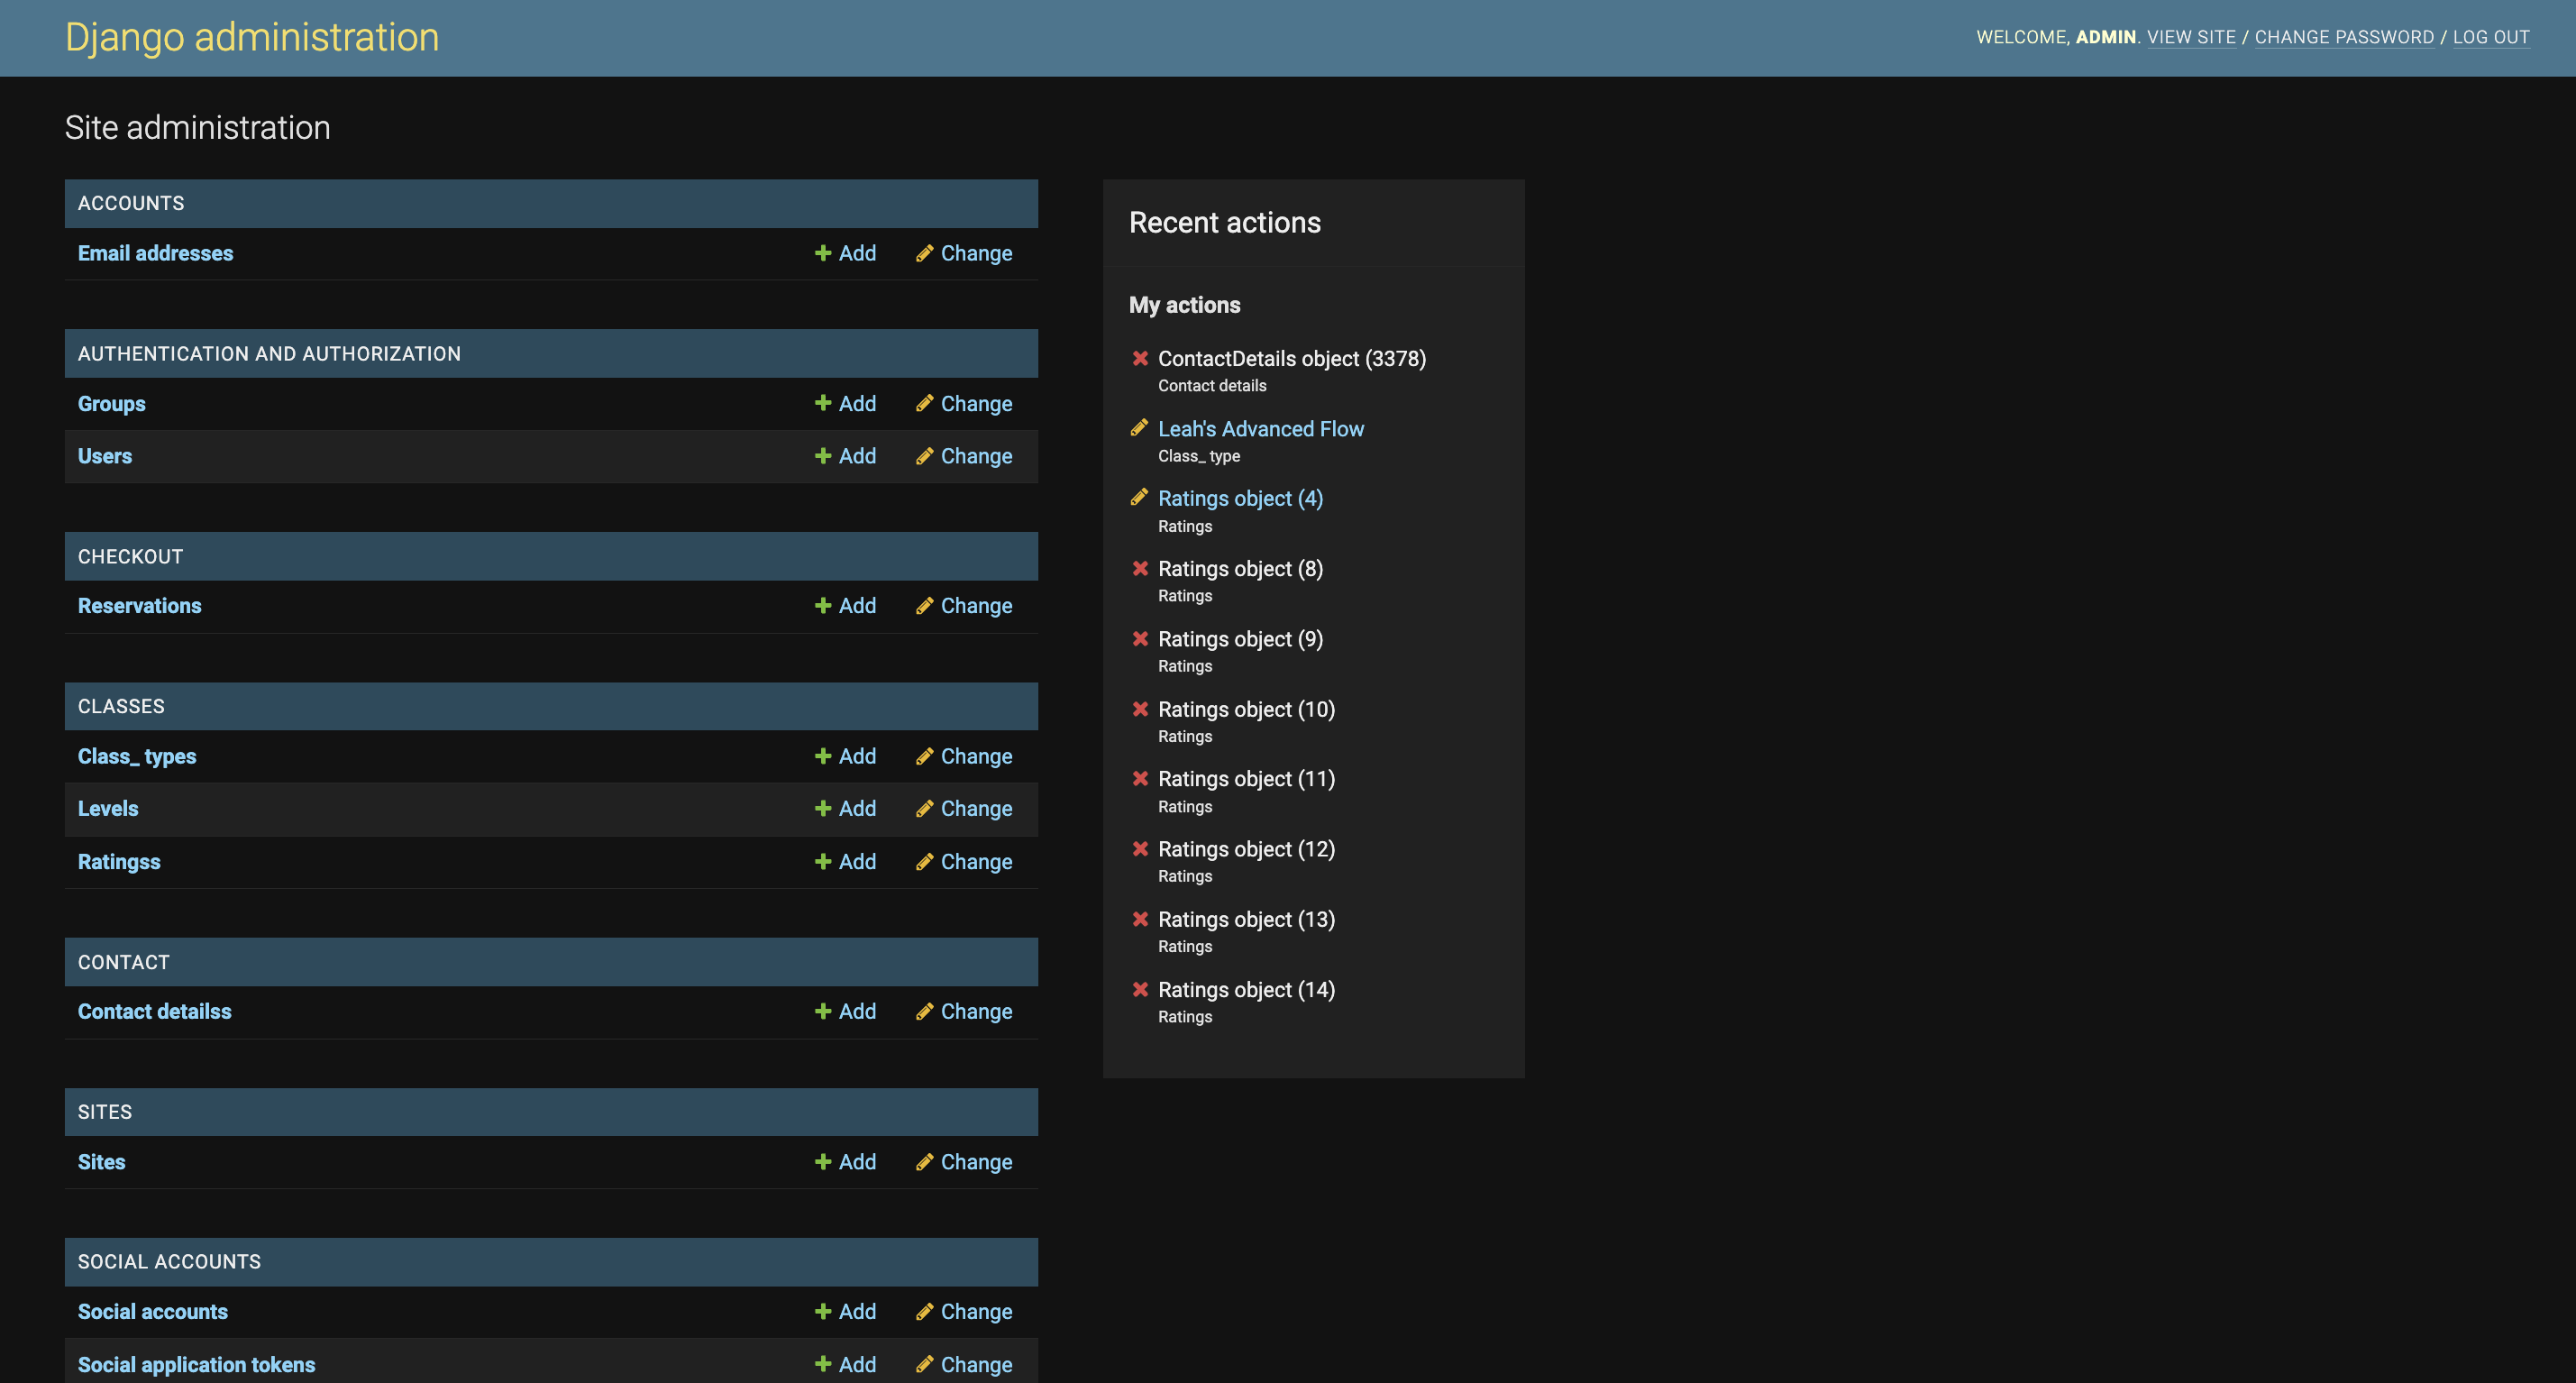 Django administration
WELCOME, ADMIN. VIEW SITE / CHANGE PASSWORD / LOG OUT
Site administration
ACCOUNTS
Email addresses Add Change
AUTHENTICATION AND AUTHORIZATION
Groups Add Change
Users Add Change
CHECKOUT
Reservations Add Change
CLASSES
Class_ types Add Change
Levels Add Change
Ratingss Add Change
CONTACT
Contact detailss Add Change
SITES
Sites Add Change
SOCIAL ACCOUNTS
Social accounts Add Change
Social application tokens Add Change
Recent actions
My actions
ContactDetails object (3378)
Contact details
Leah's Advanced Flow
Class_ type
Ratings object (4)
Ratings
Ratings object (8)
Ratings
Ratings object (9)
Ratings
Ratings object (10)
Ratings
Ratings object (11)
Ratings
Ratings object (12)
Ratings
Ratings object (13)
Ratings
Ratings object (14)
Ratings